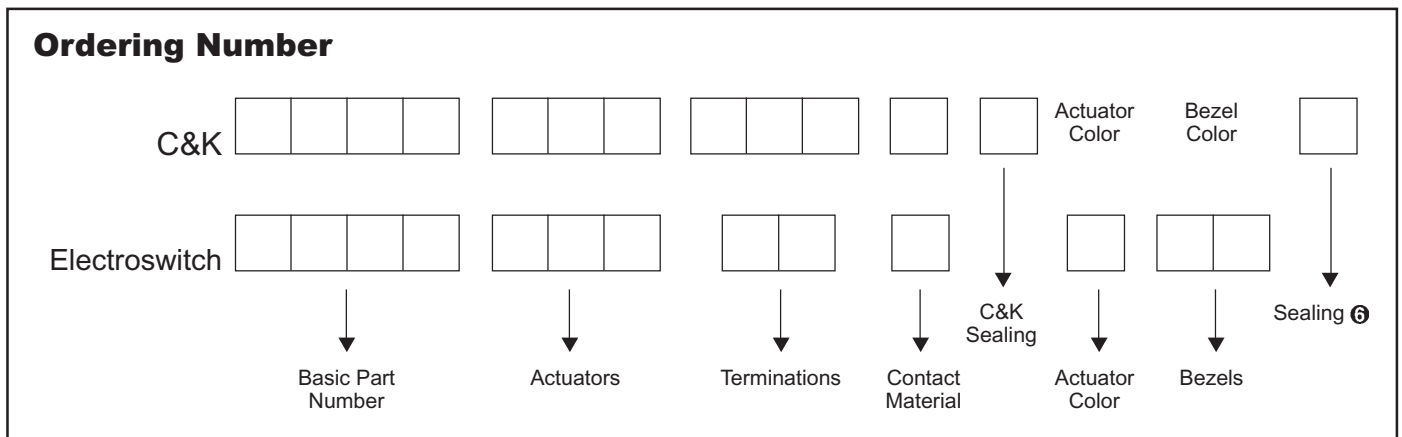 Ordering Number
C&K
Actuator
Color
Bezel
Color
Electroswitch
C&K
Sealing
Sealing ❻
Basic Part
Number
Actuators
Terminations
Contact
Material
Actuator
Color
Bezels